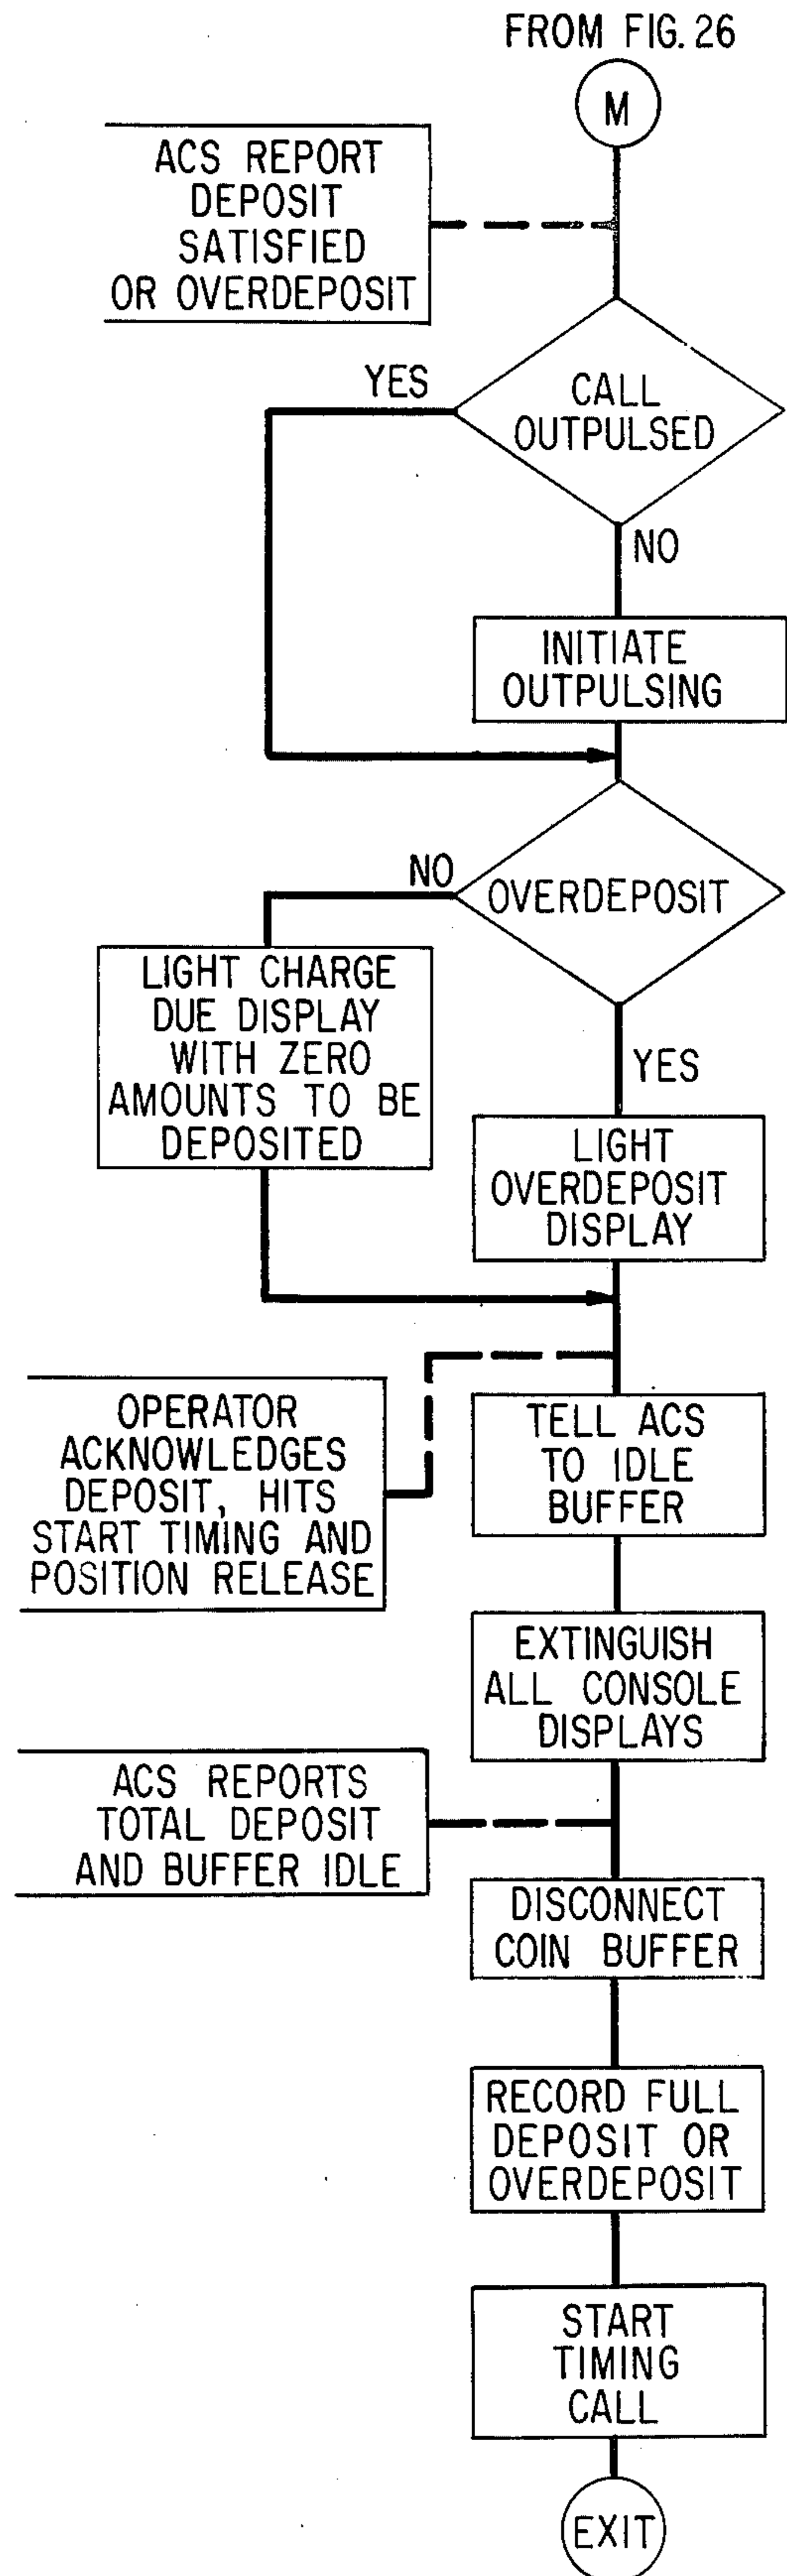 FROM FIG. 26
M
ACS REPORT
DEPOSIT
SATISFIED
OR OVERDEPOSIT
YES
CALL
OUTPULSED
NO
INITIATE
OUTPULSING
NO
OVERDEPOSIT
LIGHT CHARGE
DUE DISPLAY
WITH ZERO
AMOUNTS TO BE
DEPOSITED
YES
LIGHT
OVERDEPOSIT
DISPLAY
OPERATOR
ACKNOWLEDGES
DEPOSIT, HITS
START TIMING AND
POSITION RELEASE
TELL ACS
TO IDLE
BUFFER
EXTINGUISH
ALL CONSOLE
DISPLAYS
ACS REPORTS
TOTAL DEPOSIT
AND BUFFER IDLE
DISCONNECT
COIN BUFFER
RECORD FULL
DEPOSIT OR
OVERDEPOSIT
START
TIMING
CALL
EXIT